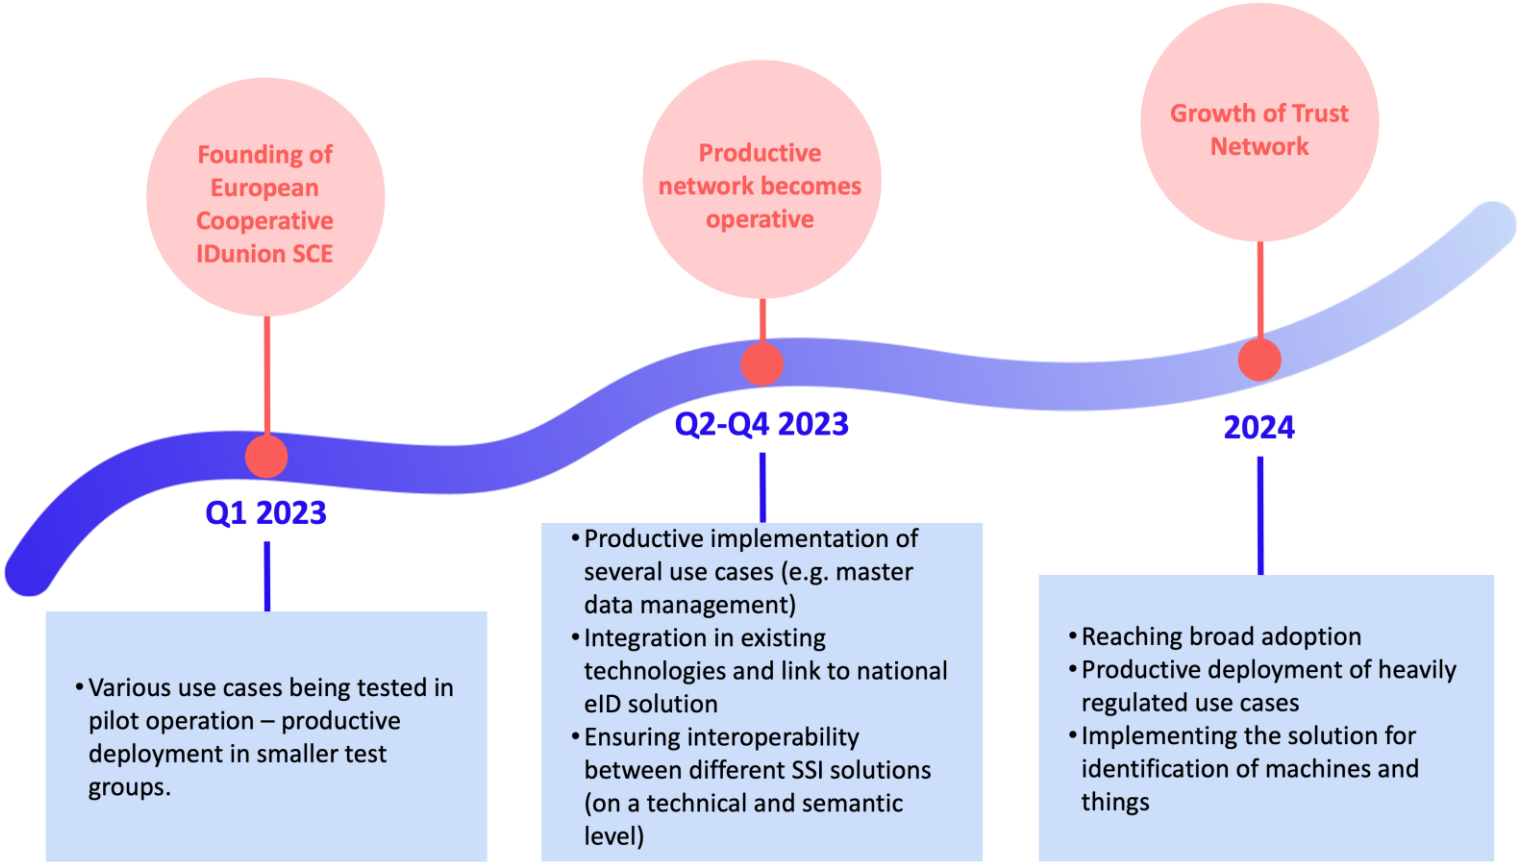 Founding of
European
Cooperative
IDunion SCE
Q1 2023
• Various use cases being tested in
pilot operation – productive
deployment in smaller test
groups.
Productive
network becomes
operative
Q2-Q4 2023
• Productive implementation of
several use cases (e.g. master
data management)
• Integration in existing
technologies and link to national
eID solution
• Ensuring interoperability
between different SSI solutions
(on a technical and semantic
level)
Growth of Trust
Network
2024
• Reaching broad adoption
• Productive deployment of heavily
regulated use cases
• Implementing the solution for
identification of machines and
things